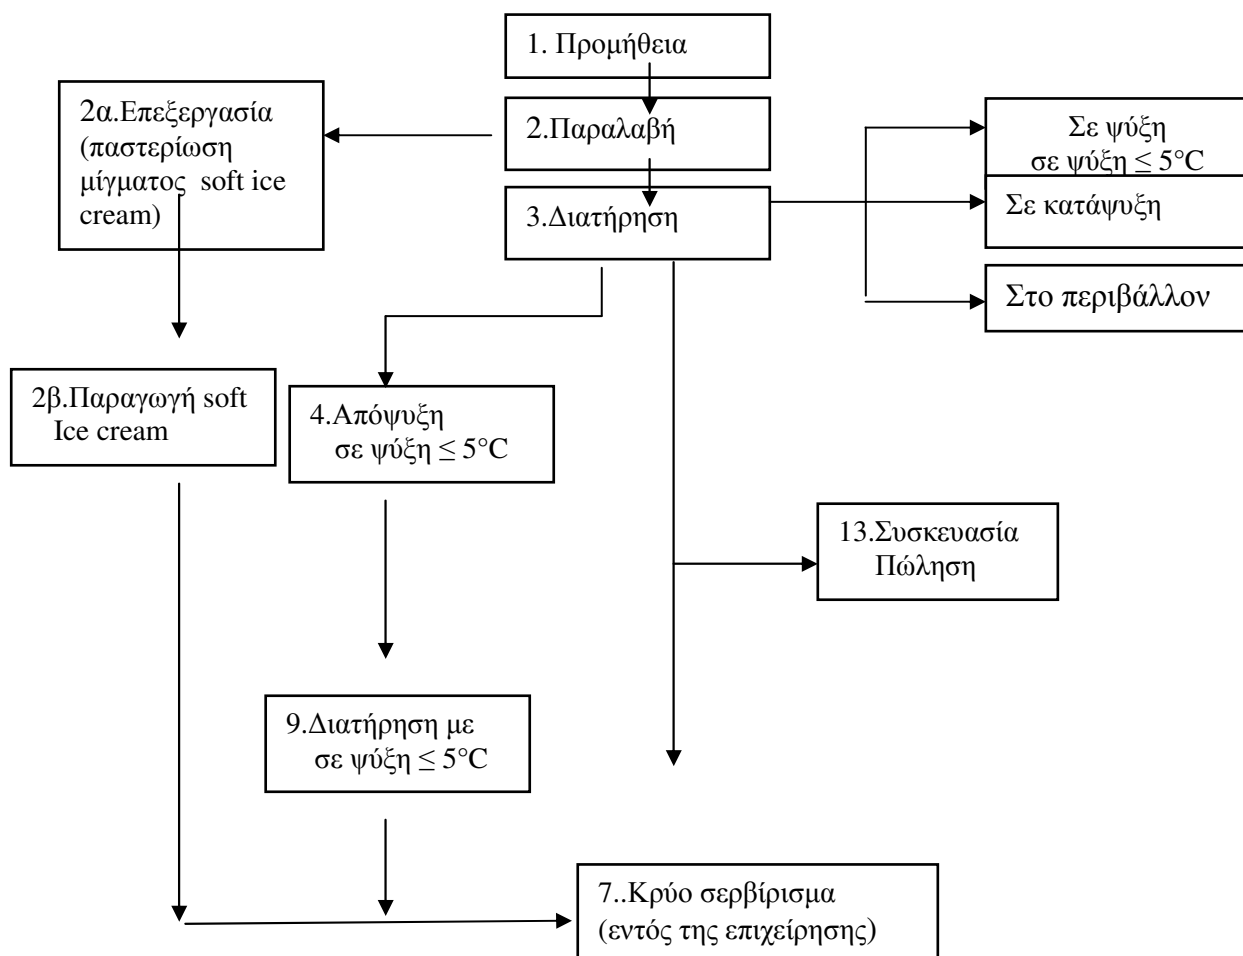 1. Προμήθεια
2α.Επεξεργασία
(παστερίωση
μίγματος soft ice
cream)
2.Παραλαβή
Σε ψύξη
σε ψύξη ≤ 5°C
3.Διατήρηση
Σε κατάψυξη
Στο περιβάλλον
2β.Παραγωγή soft
Ice cream
4.Απόψυξη
σε ψύξη ≤ 5°C
13.Συσκευασία
Πώληση
9.Διατήρηση με
σε ψύξη ≤ 5°C
7..Κρύο σερβίρισμα
(εντός της επιχείρησης)